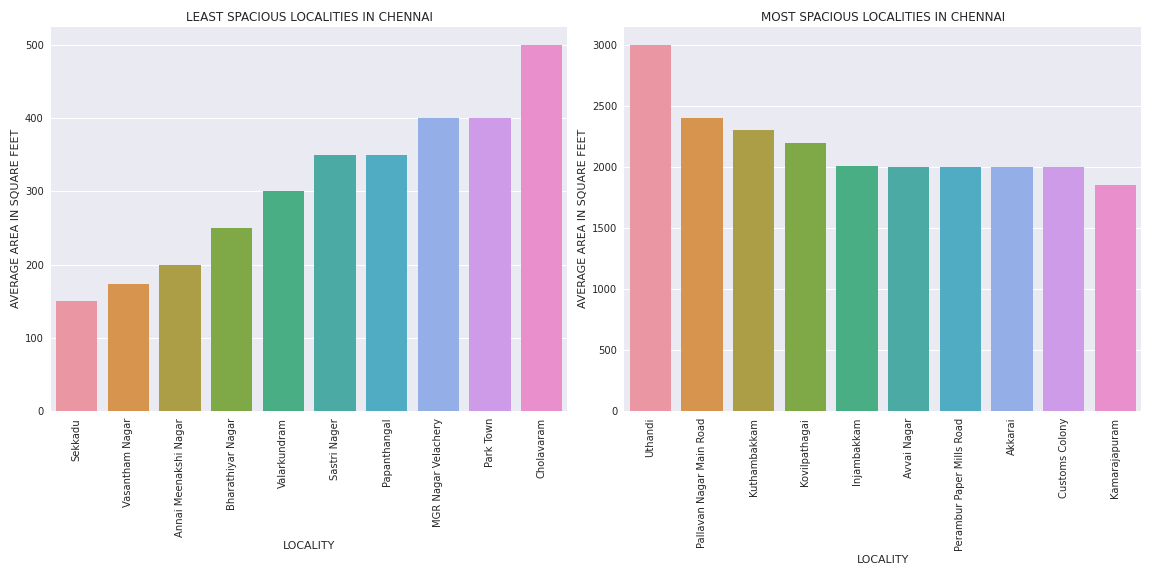 LEAST SPACIOUS LOCALITIES IN CHENNAI
AVERAGE AREA IN SQUARE FEET
500
400
300
200
100
0
Sekkadu
Vasantham Nagar
Annai Meenakshi Nagar
Bharathiyar Nagar
Valarkundram
Sastri Nager
Papanthangal
MGR Nagar Velachery
Park Town
Cholavaram
LOCALITY
MOST SPACIOUS LOCALITIES IN CHENNAI
AVERAGE AREA IN SQUARE FEET
3000
2500
2000
1500
1000
500
0
Uthandi
Pallavan Nagar Main Road
Kuthambakkam
Kovilpathagai
Injambakkam
Avvai Nagar
Perambur Paper Mills Road
Akkarai
Customs Colony
Kamarajapuram
LOCALITY